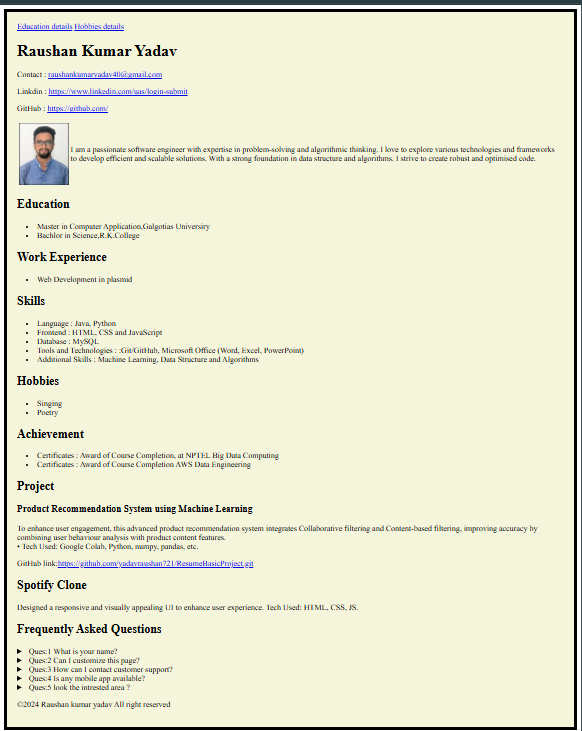 Education details Hobbies details
Raushan Kumar Yadav
Contact : raushankumaryadav40@gmail.com
Linkdin : https://www.linkedin.com/uas/login-submit
GitHub : https://github.com/
I am a passionate software engineer with expertise in problem-solving and algorithmic thinking. I love to explore various technologies and frameworks
to develop efficient and scalable solutions. With a strong foundation in data structure and algorithms. I strive to create robust and optimised code.
Education
• Master in Computer Application,Galgotias Universiry
• Bachlor in Science,R.K.College
Work Experience
• Web Development in plasmid
Skills
• Language : Java, Python
• Frontend : HTML, CSS and JavaScript
• Database : MySQL
• Tools and Technologies : :Git/GitHub, Microsoft Office (Word, Excel, PowerPoint)
• Additional Skills : Machine Learning, Data Structure and Algorithms
Hobbies
• Singing
• Poetry
Achievement
• Certificates : Award of Course Completion, at NPTEL Big Data Computing
• Certificates : Award of Course Completion AWS Data Engineering
Project
Product Recommendation System using Machine Learning
To enhance user engagement, this advanced product recommendation system integrates Collaborative filtering and Content-based filtering, improving accuracy by
combining user behaviour analysis with product content features.
• Tech Used: Google Colab, Python, numpy, pandas, etc.
GitHub link:https://github.com/yadavraushan721/ResumeBasicProject.git
Spotify Clone
Designed a responsive and visually appealing UI to enhance user experience. Tech Used: HTML, CSS, JS.
Frequently Asked Questions
▶ Ques:1 What is your name?
▶ Ques:2 Can I customize this page?
▶ Ques:3 How can I contact customer support?
▶ Ques:4 Is any mobile app available?
▶ Ques:5 look the intrested area ?
©2024 Raushan kumar yadav All right reserved